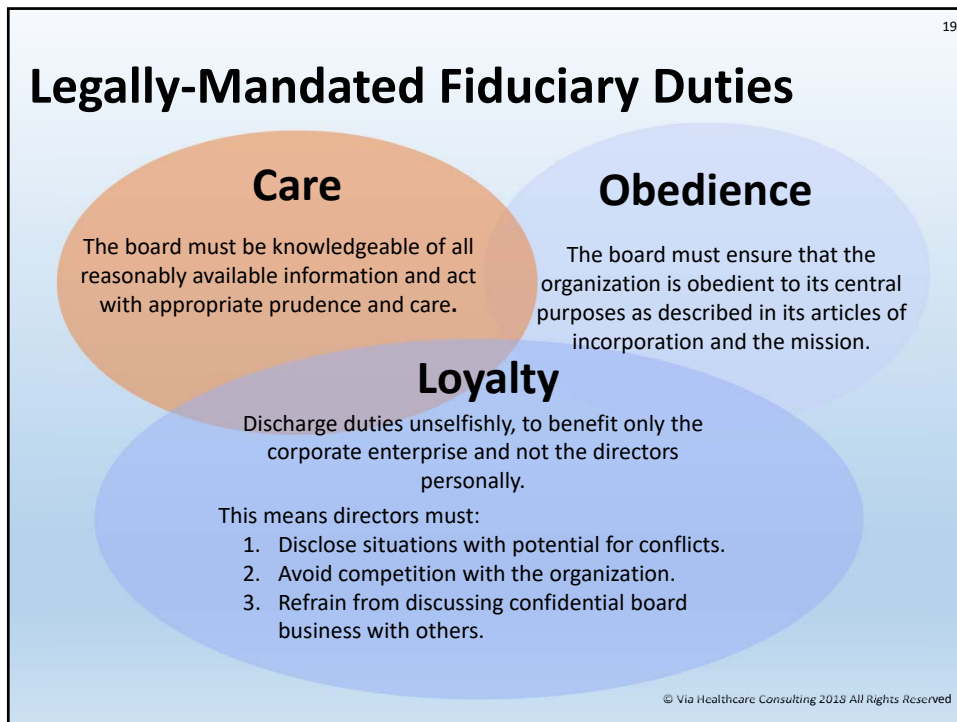 19
Legally-Mandated Fiduciary Duties
Care
The board must be knowledgeable of all
reasonably available information and act
with appropriate prudence and care.
Obedience
The board must ensure that the
organization is obedient to its central
purposes as described in its articles of
incorporation and the mission.
Loyalty
Discharge duties unselfishly, to benefit only the
corporate enterprise and not the directors
personally.
This means directors must:
1. Disclose situations with potential for conflicts.
2. Avoid competition with the organization.
3. Refrain from discussing confidential board
business with others.
© Via Healthcare Consulting 2018 All Rights Reserved